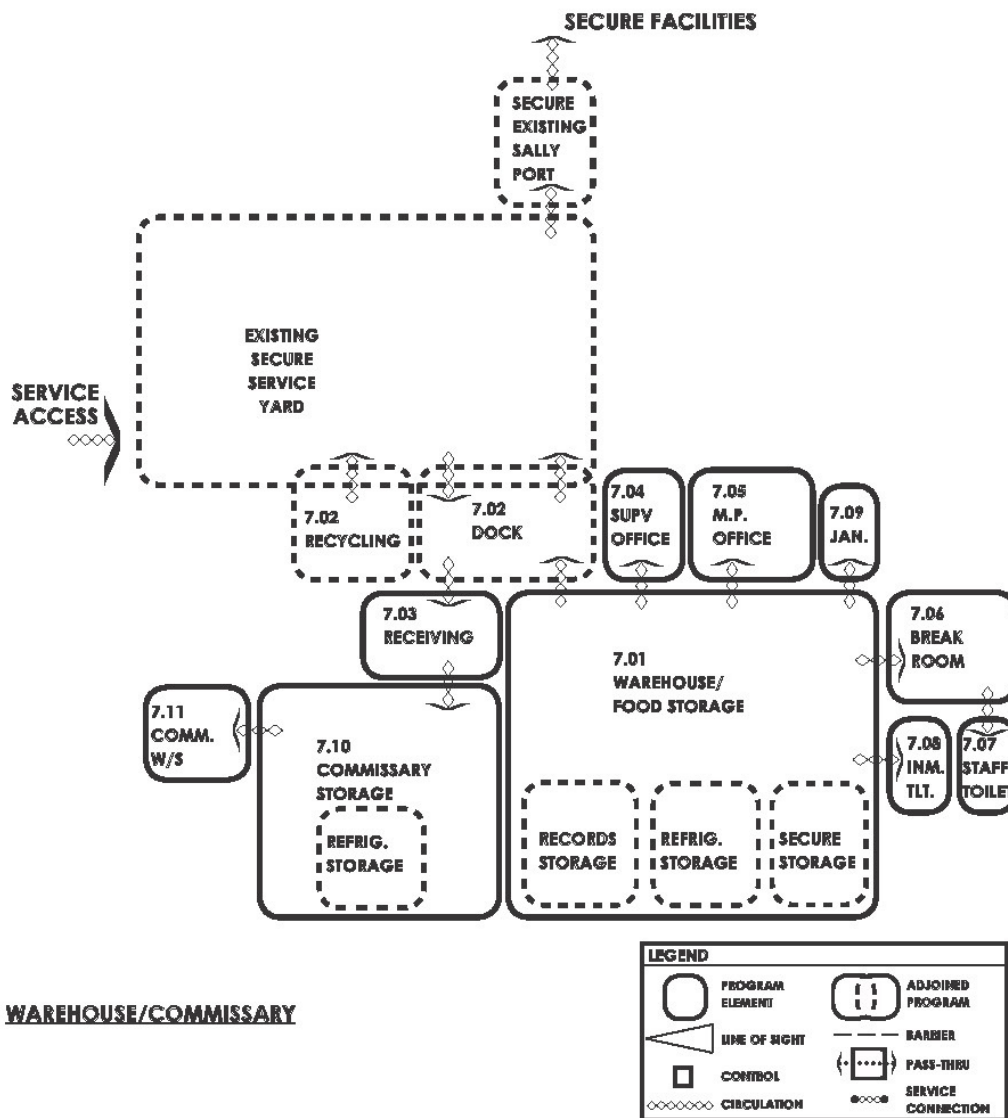 SECURE FACILITIES
SECURE
EXISTING
SALLY
PORT
EXISTING
SECURE
SERVICE
YARD
SERVICE
ACCESS
7.02
RECYCLING
7.02
DOCK
7.04
SUPV
OFFICE
7.05
M.P.
OFFICE
7.09
JAN.
7.03
RECEIVING
7.01
WAREHOUSE/
FOOD STORAGE
7.06
BREAK
ROOM
7.11
COMM.
W/S
7.10
COMMISSARY
STORAGE
REFRIG.
STORAGE
7.08
INM.
TLT.
7.07
STAFF
TOILET
RECORDS
STORAGE
REFRIG.
STORAGE
SECURE
STORAGE
WAREHOUSE/COMMISSARY
LEGEND
PROGRAM
ELEMENT
ADJOINED
PROGRAM
LINE OF SIGHT
BARRIER
PASS-THRU
CONTROL
CIRCULATION
SERVICE
CONNECTION